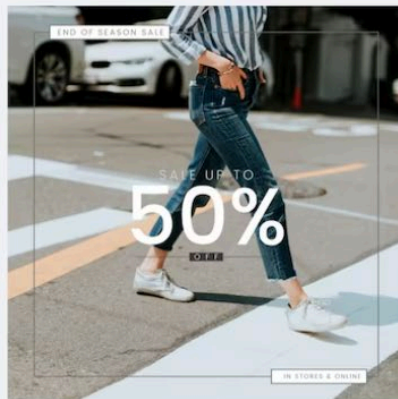 END OF SEASON SALE
SALE UP TO
50%
OFF
IN STORES & ONLINE